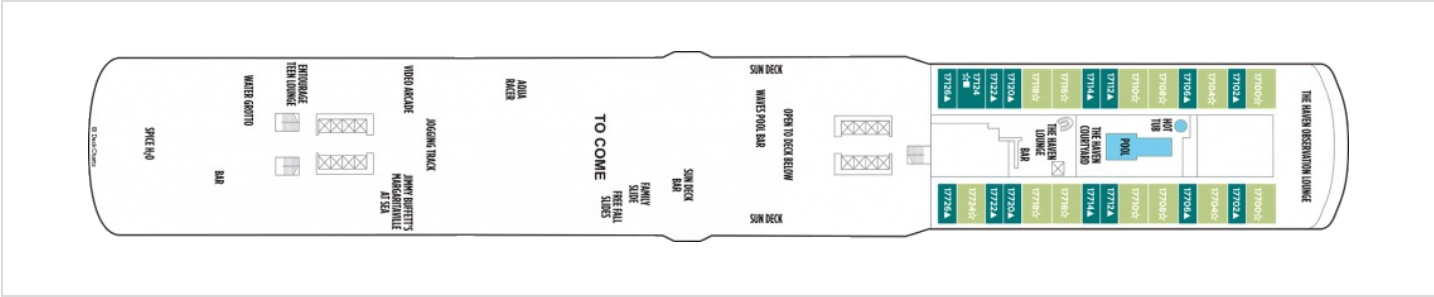 © Deck-Chartz
SPICE H₂O
BAR
WATER GROTTO
ENTOURAGE
TEEN LOUNGE
VIDEO ARCADE
JOGGING TRACK
JIMMY BUFFETT'S
MARGARITAVILLE
AT SEA
AQUA
RACER
TO COME
FAMILY
SLIDE
FREE FALL
SLIDES
SUN DECK
BAR
SUN DECK
WAVES POOL BAR
OPEN TO DECK BELOW
SUN DECK
17126▲
17124
☆■
17122▲
17120▲
17118☆
17116☆
17114▲
17112▲
17110☆
17108☆
17106▲
17104☆
17102▲
17100☆
THE HAVEN
LOUNGE
BAR
THE HAVEN
COURTYARD
POOL
HOT
TUB
17726▲
17724☆
17722▲
17720▲
17718☆
17716☆
17714▲
17712▲
17710☆
17708☆
17706▲
17704☆
17702▲
17700☆
THE HAVEN OBSERVATION LOUNGE